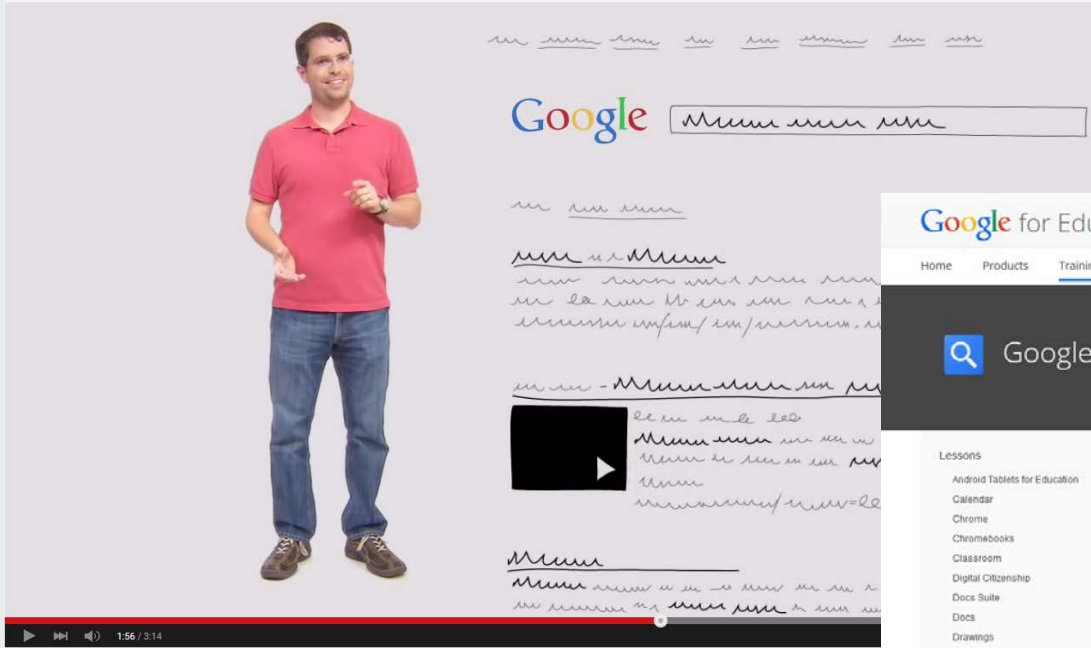 Google
Google for Edu
Home Products Trainin
Google
Lessons
Android Tablets for Education
Calendar
Chrome
Chromebooks
Classroom
Digital Citizenship
Docs Suite
Docs
Drawings
1:56 / 3:14